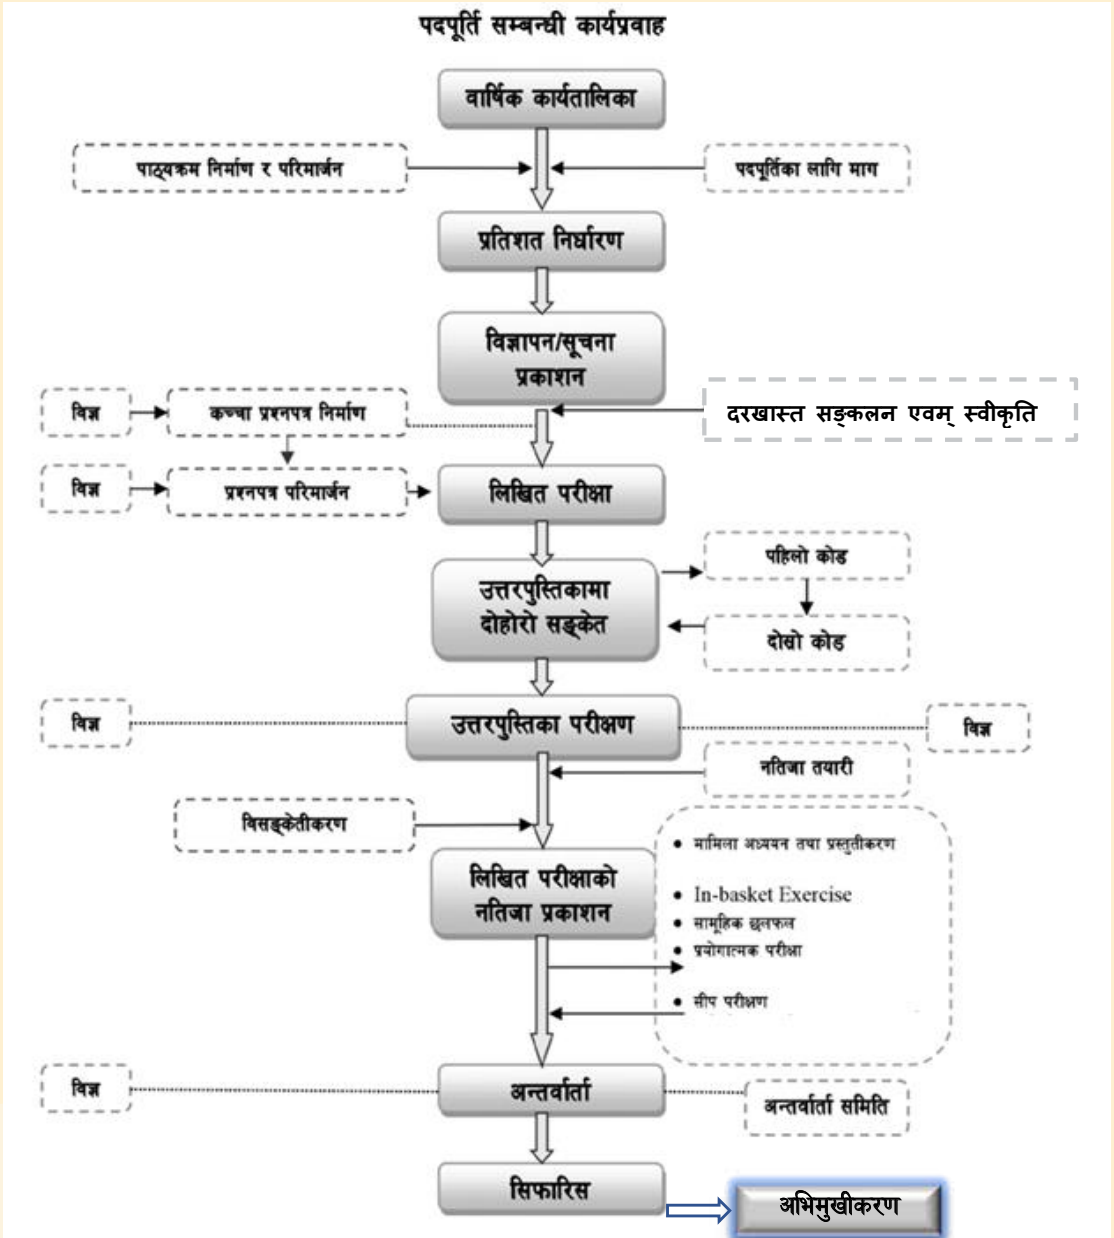 पदपूर्ति सम्बन्धी कार्यप्रवाह
वार्षिक कार्यतालिका
पाठ्यक्रम निर्माण र परिमार्जन
पदपूर्तिका लागि माग
प्रतिशत निर्धारण
विज्ञापन/सूचना
प्रकाशन
विज्ञ
कच्चा प्रश्नपत्र निर्माण
दरखास्त सङ्कलन एवम् स्वीकृति
विज्ञ
प्रश्नपत्र परिमार्जन
लिखित परीक्षा
उत्तरपुस्तिकामा
दोहोरो सङ्केत
पहिलो कोड
दोस्रो कोड
विज्ञ
उत्तरपुस्तिका परीक्षण
विज्ञ
नतिजा तयारी
विसङ्केतीकरण
लिखित परीक्षाको
नतिजा प्रकाशन
• मामिला अध्ययन तथा प्रस्तुतीकरण
• In-basket Exercise
• सामूहिक छलफल
• प्रयोगात्मक परीक्षा
• सीप परीक्षण
विज्ञ
अन्तर्वार्ता
अन्तर्वार्ता समिति
सिफारिस
अभिमुखीकरण